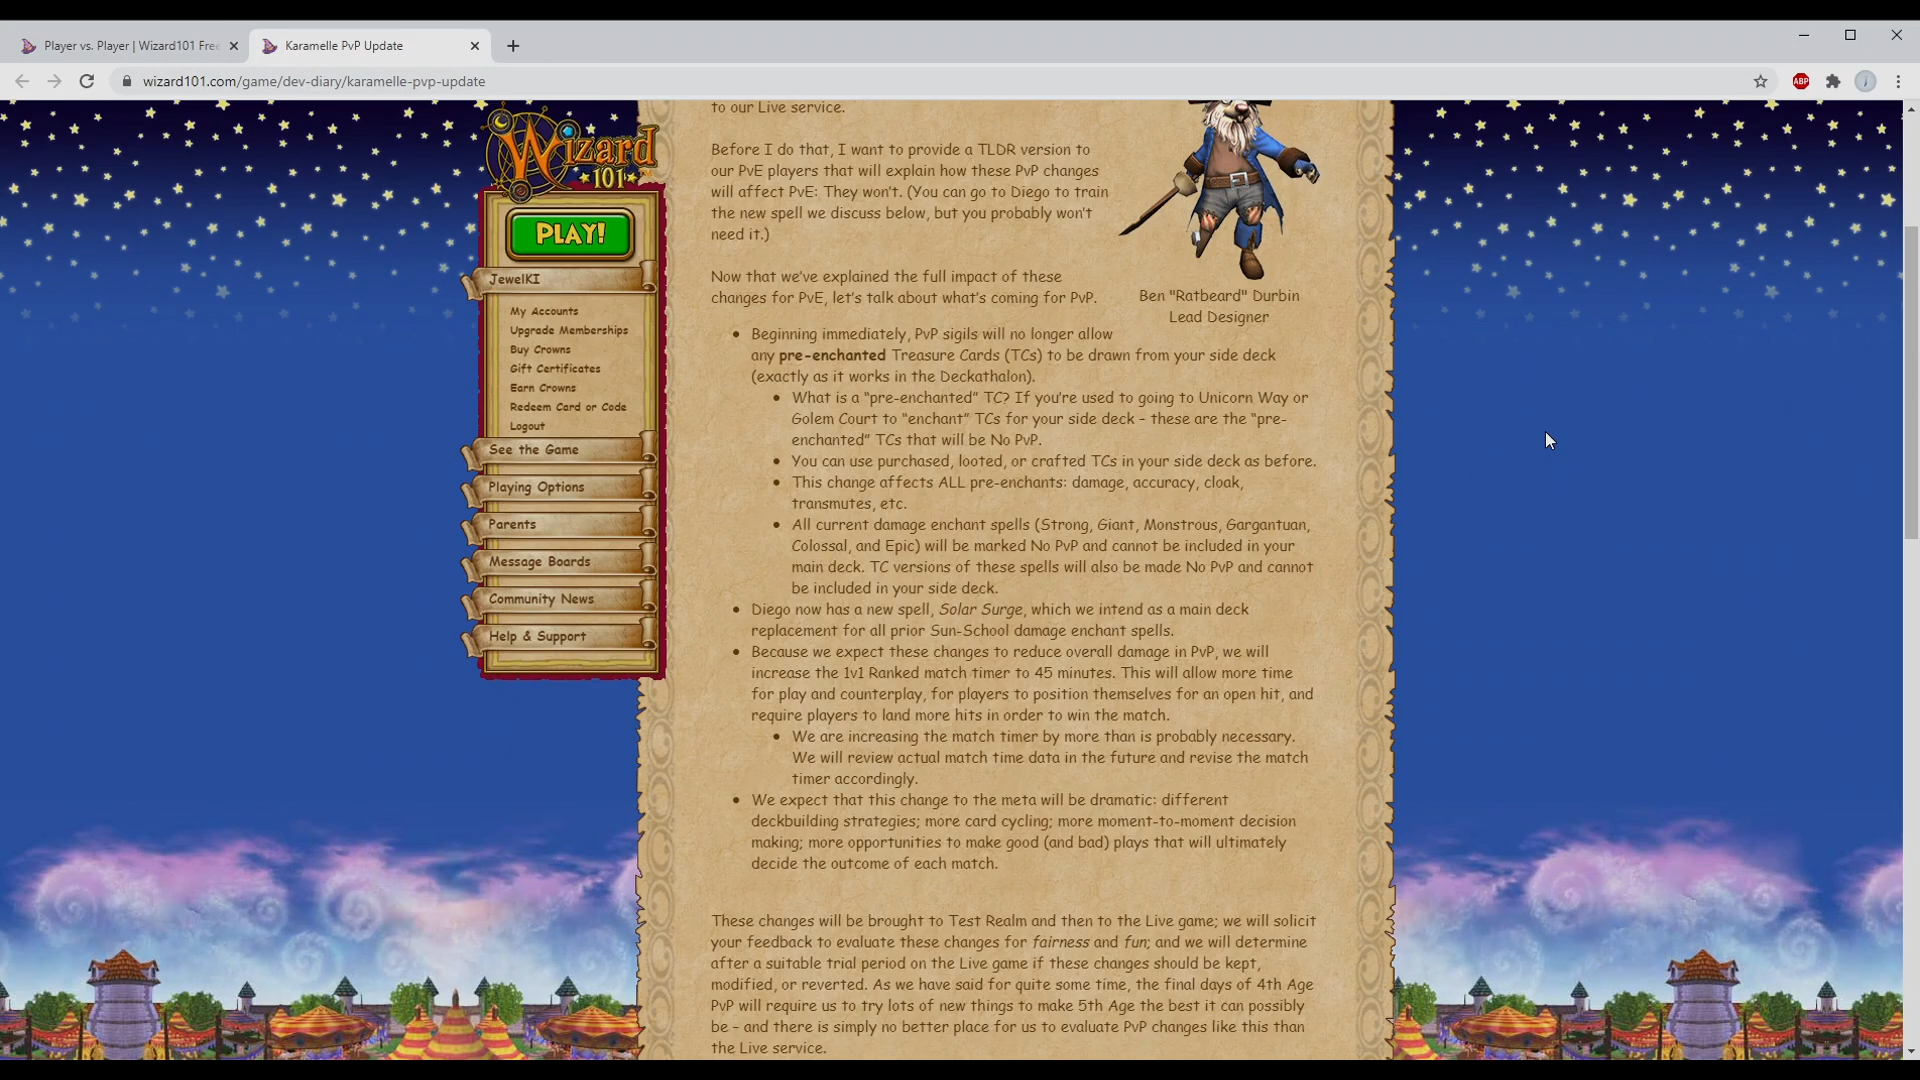 Player vs. Player | Wizard101 Free
Karamelle PvP Update
wizard101.com/game/dev-diary/karamelle-pvp-update
ABP
Wizard
101
PLAY!
JewelKI
My Accounts
Upgrade Memberships
Buy Crowns
Gift Certificates
Earn Crowns
Redeem Card or Code
Logout
See the Game
Playing Options
Parents
Message Boards
Community News
Help & Support
to our Live service.
Before I do that, I want to provide a TLDR version to
our PvE players that will explain how these PvP changes
will affect PvE: They won't. (You can go to Diego to train
the new spell we discuss below, but you probably won't
need it.)
Now that we've explained the full impact of these
changes for PvE, let's talk about what's coming for PvP.
Ben "Ratbeard" Durbin
Lead Designer
• Beginning immediately, PvP sigils will no longer allow
any pre-enchanted Treasure Cards (TCs) to be drawn from your side deck
(exactly as it works in the Deckathalon).
• What is a “pre-enchanted” TC? If you're used to going to Unicorn Way or
Golem Court to “enchant” TCs for your side deck – these are the “pre-
enchanted” TCs that will be No PvP.
• You can use purchased, looted, or crafted TCs in your side deck as before.
• This change affects ALL pre-enchants: damage, accuracy, cloak,
transmutes, etc.
• All current damage enchant spells (Strong, Giant, Monstrous, Gargantuan,
Colossal, and Epic) will be marked No PvP and cannot be included in your
main deck. TC versions of these spells will also be made No PvP and cannot
be included in your side deck.
• Diego now has a new spell, Solar Surge, which we intend as a main deck
replacement for all prior Sun-School damage enchant spells.
• Because we expect these changes to reduce overall damage in PvP, we will
increase the 1v1 Ranked match timer to 45 minutes. This will allow more time
for play and counterplay, for players to position themselves for an open hit, and
require players to land more hits in order to win the match.
• We are increasing the match timer by more than is probably necessary.
We will review actual match time data in the future and revise the match
timer accordingly.
• We expect that this change to the meta will be dramatic: different
deckbuilding strategies; more card cycling; more moment-to-moment decision
making; more opportunities to make good (and bad) plays that will ultimately
decide the outcome of each match.
These changes will be brought to Test Realm and then to the Live game; we will solicit
your feedback to evaluate these changes for fairness and fun; and we will determine
after a suitable trial period on the Live game if these changes should be kept,
modified, or reverted. As we have said for quite some time, the final days of 4th Age
PvP will require us to try lots of new things to make 5th Age the best it can possibly
be – and there is simply no better place for us to evaluate PvP changes like this than
the Live service.